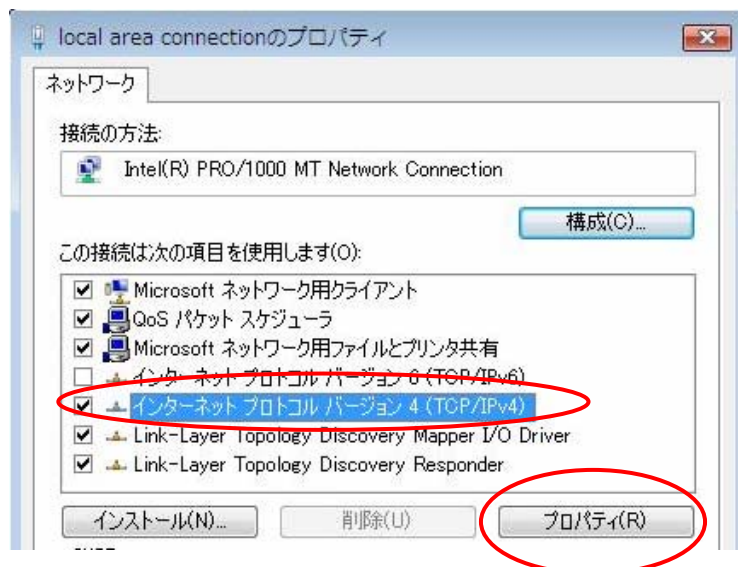 local area connectionのプロパティ
ネットワーク
接続の方法:
Intel(R) PRO/1000 MT Network Connection
構成(C)...
この接続は次の項目を使用します(O):
Microsoft ネットワーク用クライアント
QoS パケット スケジューラ
Microsoft ネットワーク用ファイルとプリンタ共有
インターネット プロトコル バージョン 6 (TCP/IPv6)
インターネット プロトコル バージョン 4 (TCP/IPv4)
Link-Layer Topology Discovery Mapper I/O Driver
Link-Layer Topology Discovery Responder
インストール(N)...
削除(U)
プロパティ(R)